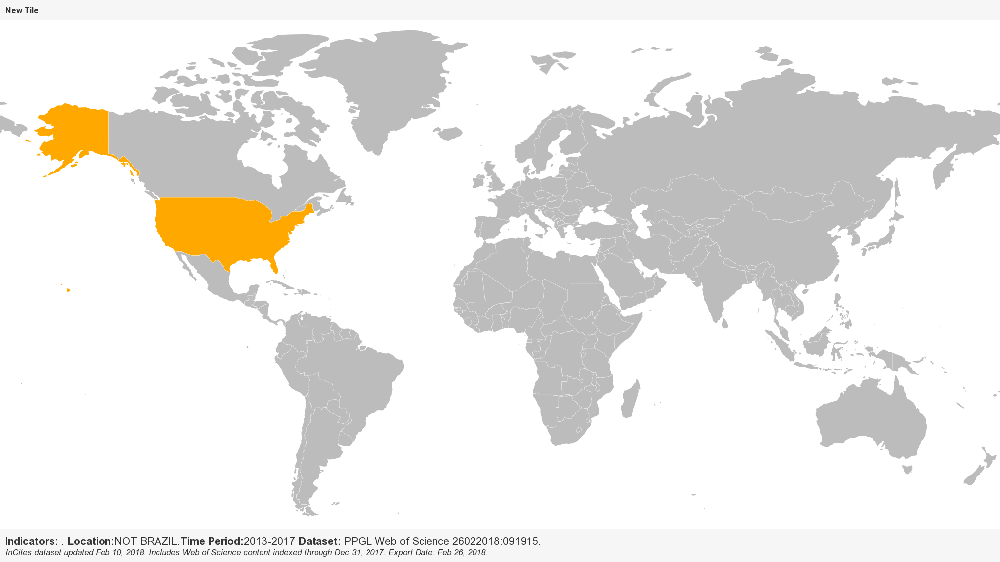 New Tile
Indicators: . Location:NOT BRAZIL.Time Period:2013-2017 Dataset: PPGL Web of Science 26022018:091915.
InCites dataset updated Feb 10, 2018. Includes Web of Science content indexed through Dec 31, 2017. Export Date: Feb 26, 2018.